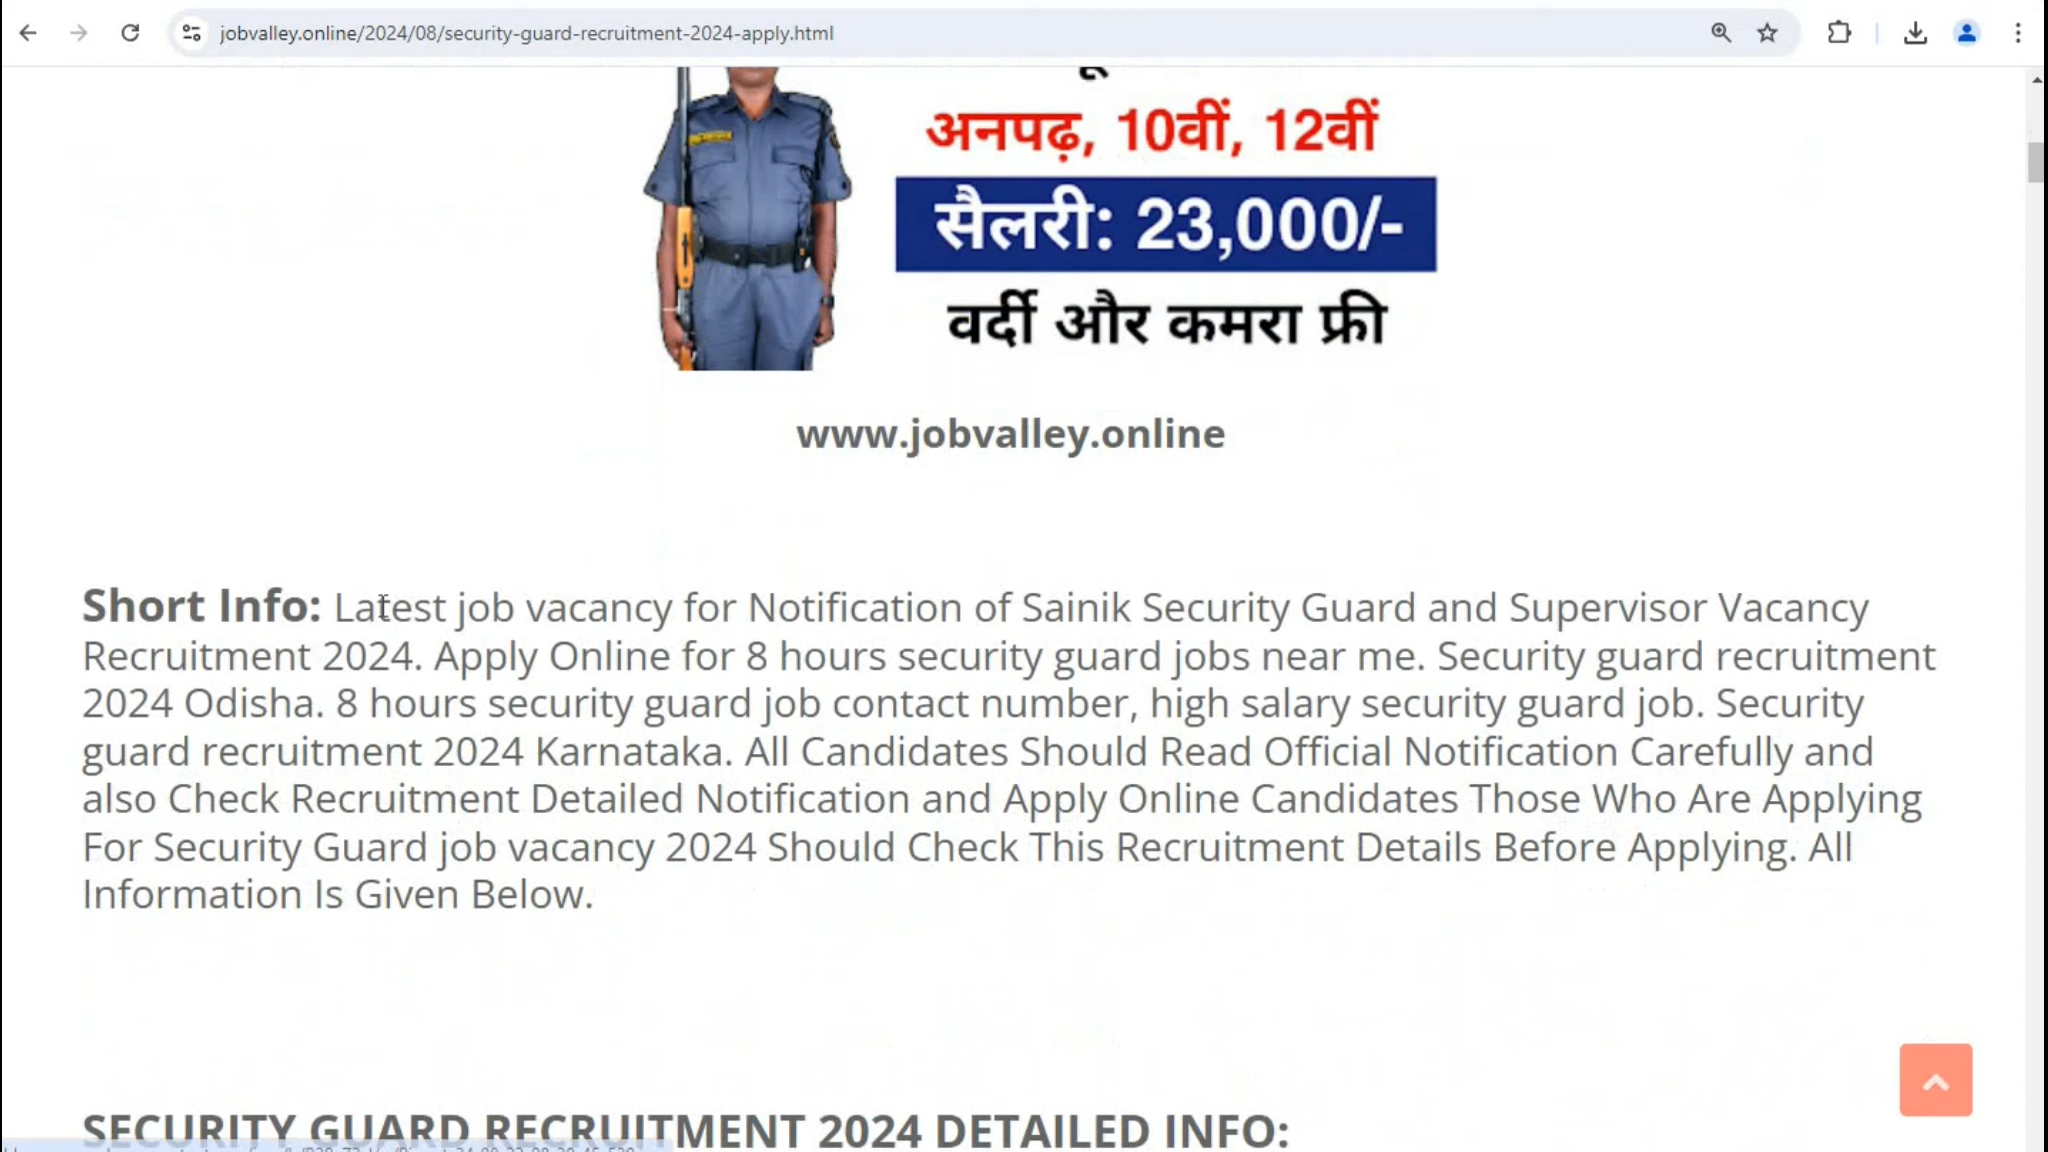 jobvalley.online/2024/08/security-guard-recruitment-2024-apply.html
अनपढ़, 10वीं, 12वीं
सैलरी: 23,000/-
वर्दी और कमरा फ्री
www.jobvalley.online
Short Info: Latest job vacancy for Notification of Sainik Security Guard and Supervisor Vacancy
Recruitment 2024. Apply Online for 8 hours security guard jobs near me. Security guard recruitment
2024 Odisha. 8 hours security guard job contact number, high salary security guard job. Security
guard recruitment 2024 Karnataka. All Candidates Should Read Official Notification Carefully and
also Check Recruitment Detailed Notification and Apply Online Candidates Those Who Are Applying
For Security Guard job vacancy 2024 Should Check This Recruitment Details Before Applying. All
Information Is Given Below.
SECURITY GUARD RECRUITMENT 2024 DETAILED INFO: